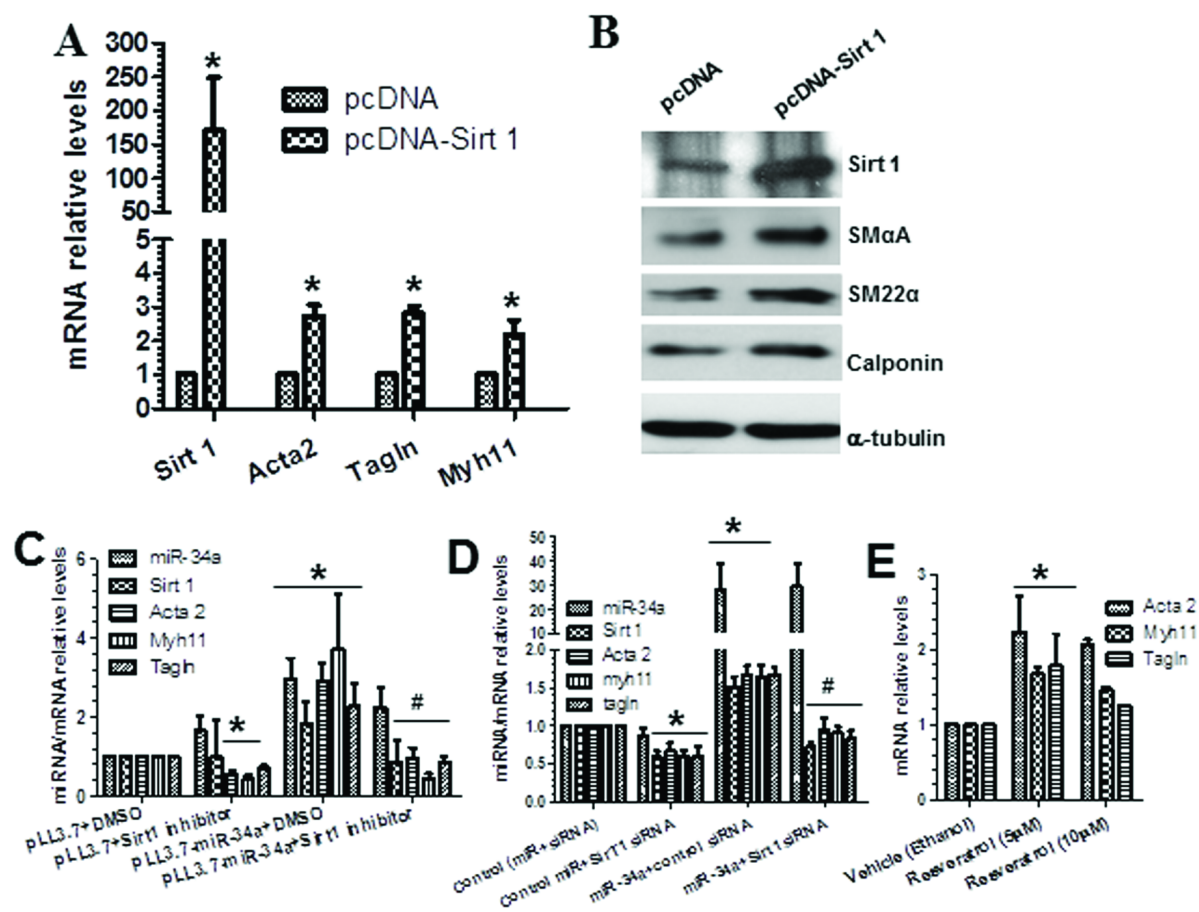 A
300
250
200
150
100
50
5
4
3
2
1
0
mRNA relative levels
*
*
*
*
pcDNA
pcDNA-Sirt 1
Sirt 1
Acta2
Tagln
Myh11
B
pcDNA
pcDNA-Sirt 1
Sirt 1
SMαA
SM22α
Calponin
α-tubulin
C
miRNA/mRNA relative levels
6
4
2
0
miR-34a
Sirt 1
Acta 2
Myh11
Tagln
*
*
#
pLL3.7+DMSO
pLL3.7+Sirt1 inhibitor
pLL3.7-miR-34a+DMSO
pLL3.7-miR-34a+Sirt1 inhibitor
D
miRNA/mRNA relative levels
50
40
30
20
10
2.0
1.5
1.0
0.5
0.0
miR-34a
Sirt 1
Acta 2
myh11
tagln
*
*
#
Control (miR+siRNA)
Control miR+SirT1 siRNA
miR-34a+control siRNA
miR-34a+Sirt1 siRNA
E
mRNA relative levels
3
2
1
0
*
Acta 2
Myh11
Tagln
Vehicle (Ethanol)
Resveratrol (5μM)
Resveratrol (10μM)